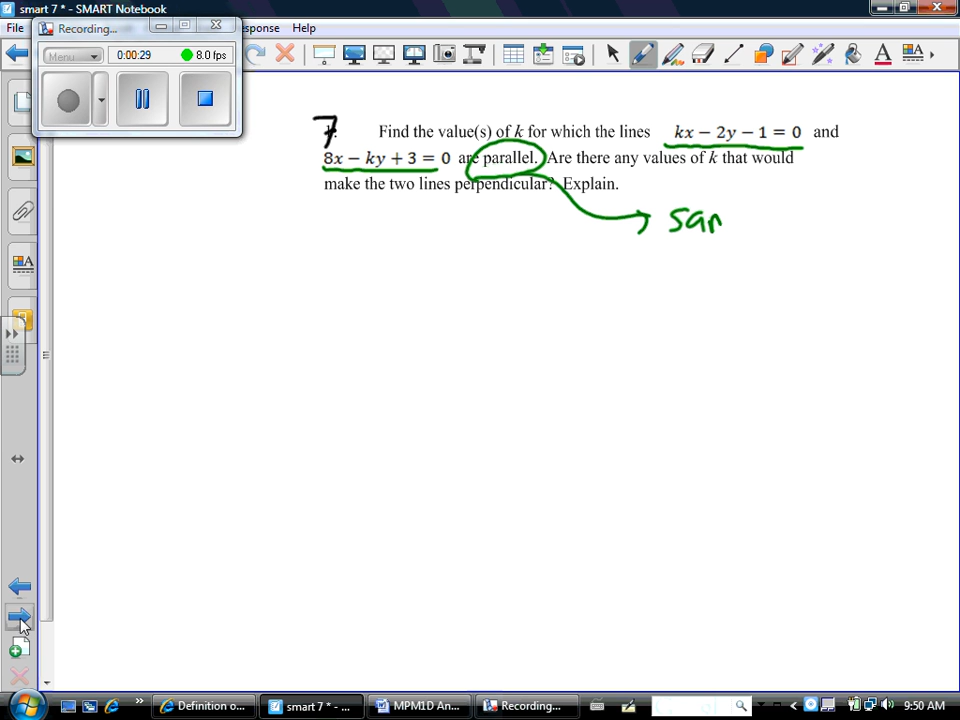 smart 7 * - SMART Notebook
File
esponse
Help
Recording...
Menu
0:00:29
8.0 fps
7. Find the value(s) of k for which the lines kx − 2y − 1 = 0 and
8x − ky + 3 = 0 are parallel. Are there any values of k that would
make the two lines perpendicular? Explain.
sar
Definition o...
smart 7 * - ...
MPM1D An...
Recording...
9:50 AM